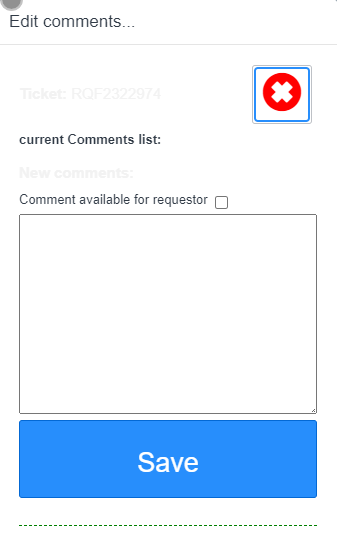 Edit comments...
Ticket: RQF2322974
current Comments list:
New comments:
Comment available for requestor
Save